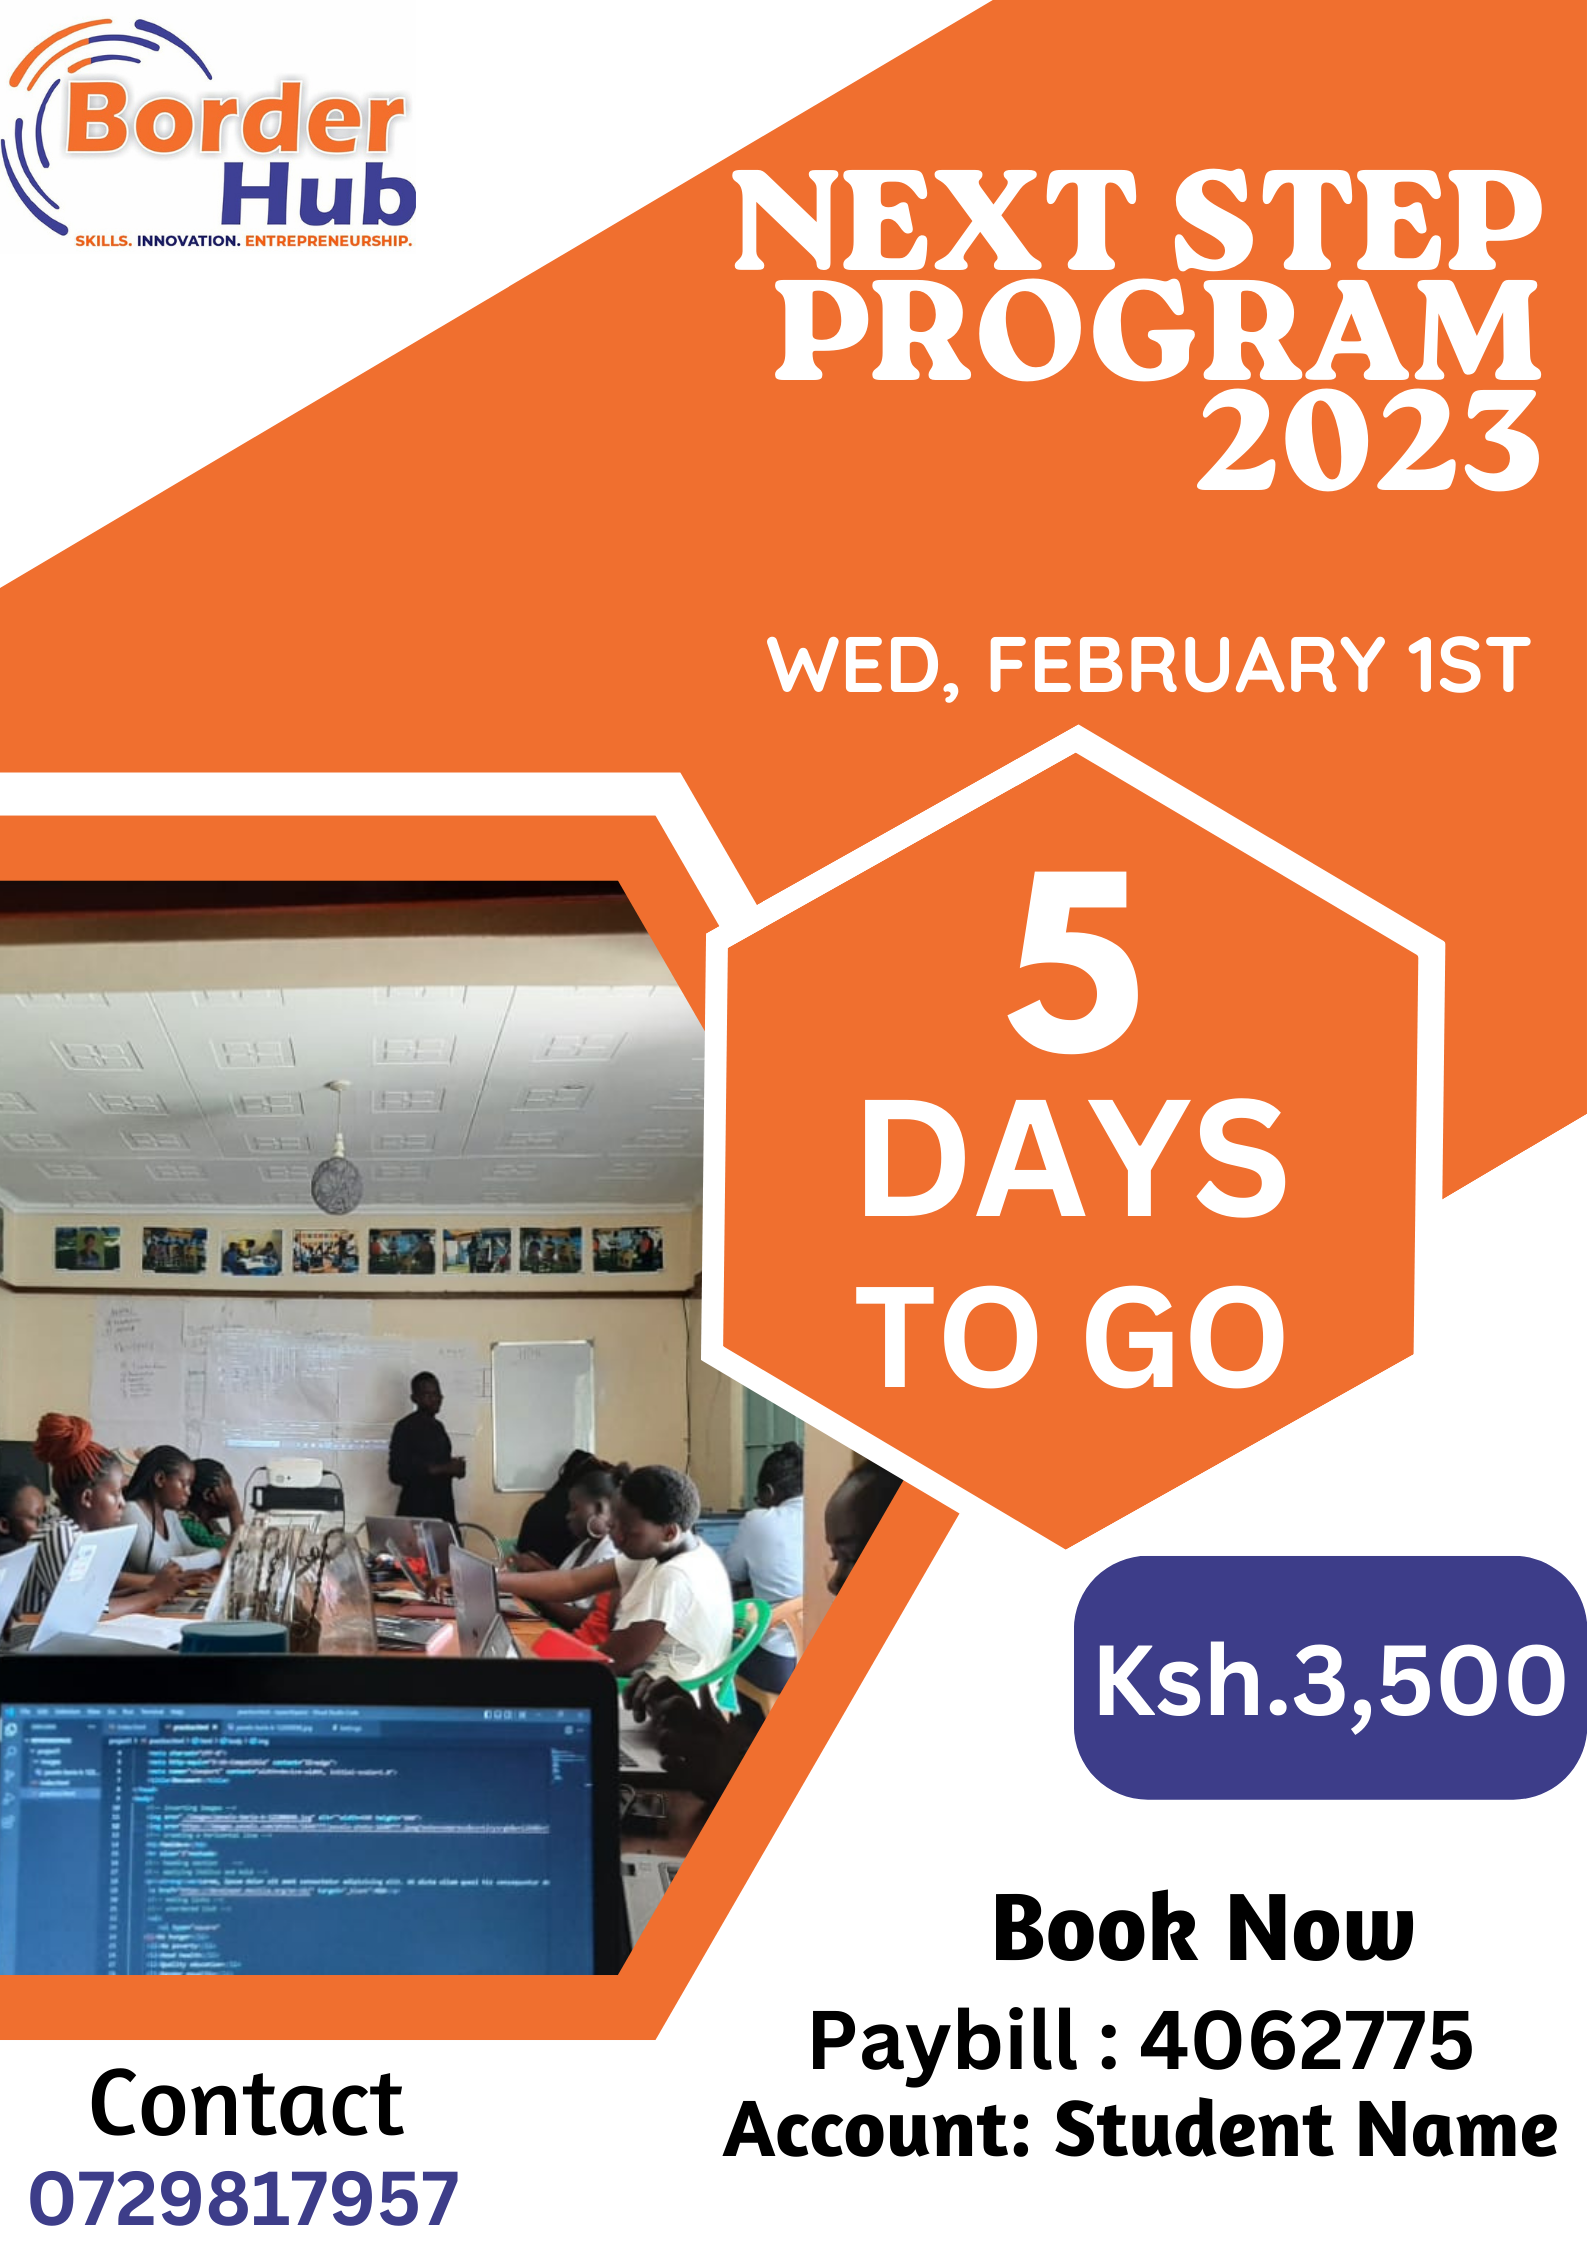 Border
Hub
SKILLS. INNOVATION. ENTREPRENEURSHIP.
NEXT STEP
PROGRAM
2023
WED, FEBRUARY 1ST
5
DAYS
TO GO
Ksh.3,500
Book Now
Paybill : 4062775
Account: Student Name
Contact
0729817957